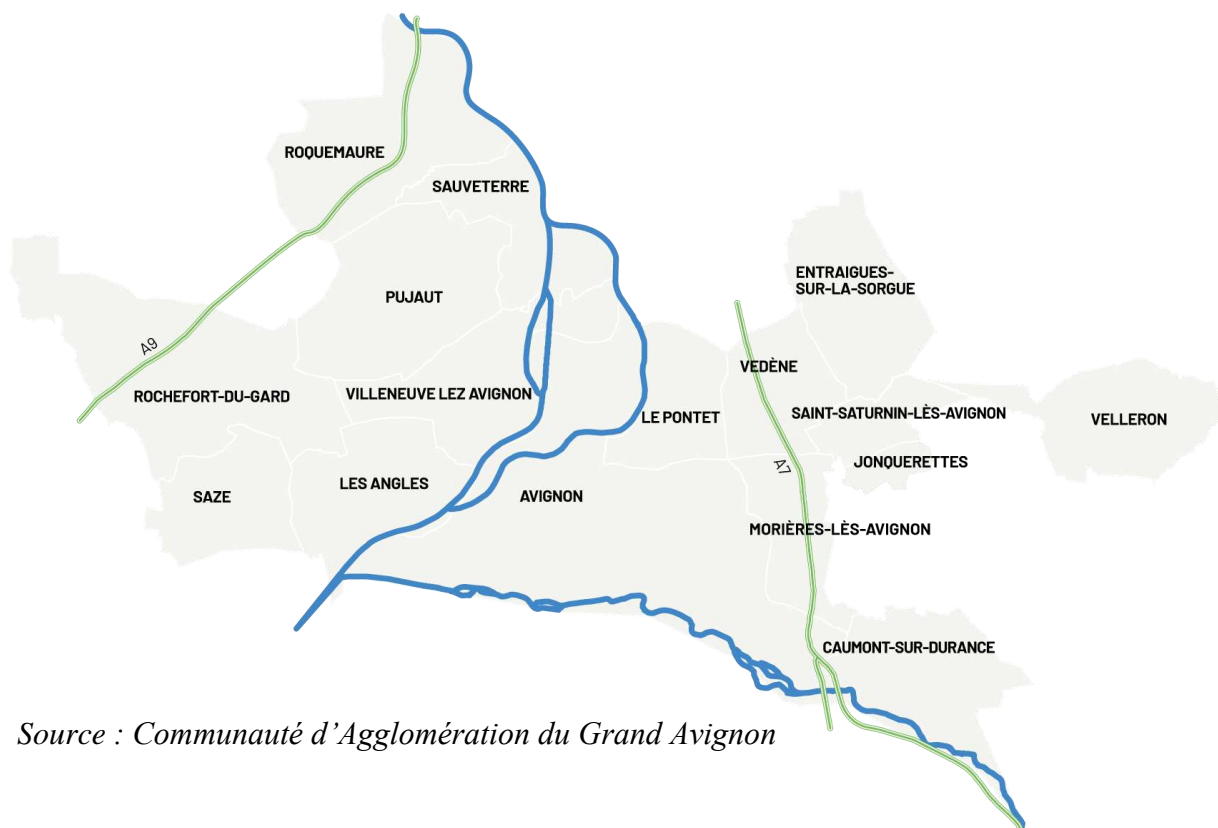 ROQUEMAURE
SAUVETERRE
ENTRAIGUES-
SUR-LA-SORGUE
PUJAUT
A9
VEDÈNE
ROCHEFORT-DU-GARD
VILLENEUVE LEZ AVIGNON
LE PONTET
SAINT-SATURNIN-LÈS-AVIGNON
VELLERON
A7
JONQUERETTES
LES ANGLES
SAZE
AVIGNON
MORIÈRES-LÈS-AVIGNON
CAUMONT-SUR-DURANCE
Source : Communauté d’Agglomération du Grand Avignon